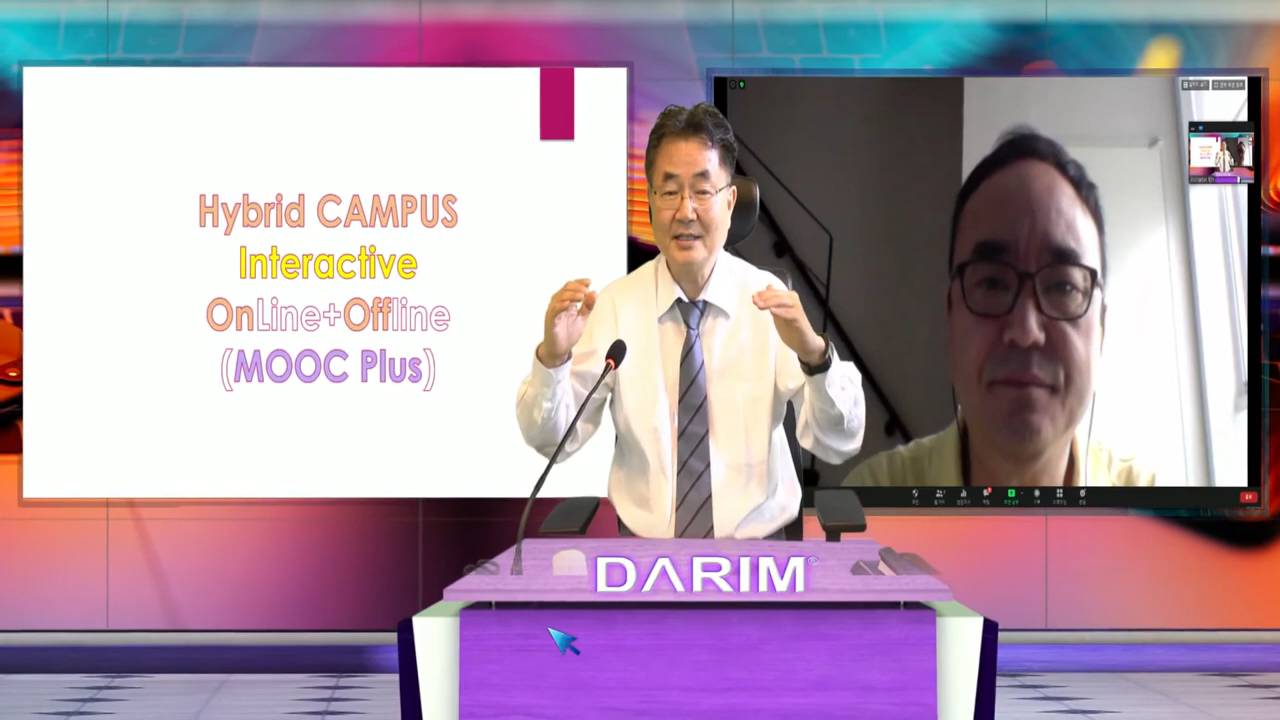 Hybrid CAMPUS
Interactive
OnLine+Offline
(MOOC Plus)
DARIM®